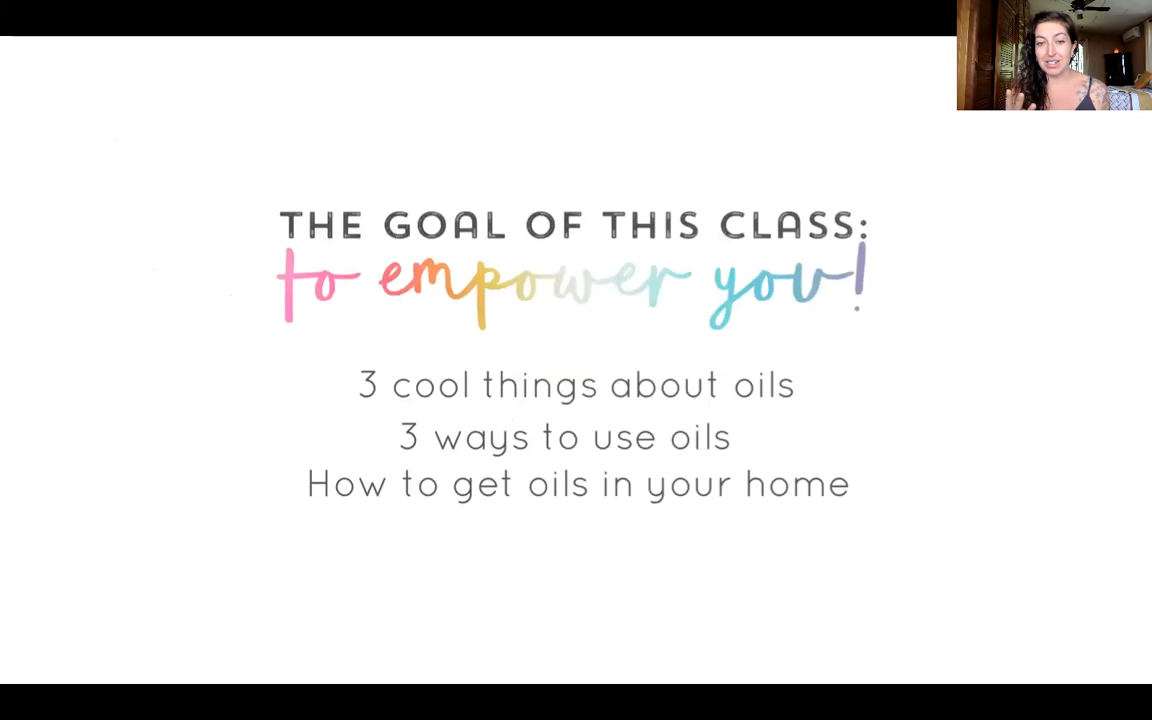 THE GOAL OF THIS CLASS:
to empower you!
3 cool things about oils
3 ways to use oils
How to get oils in your home